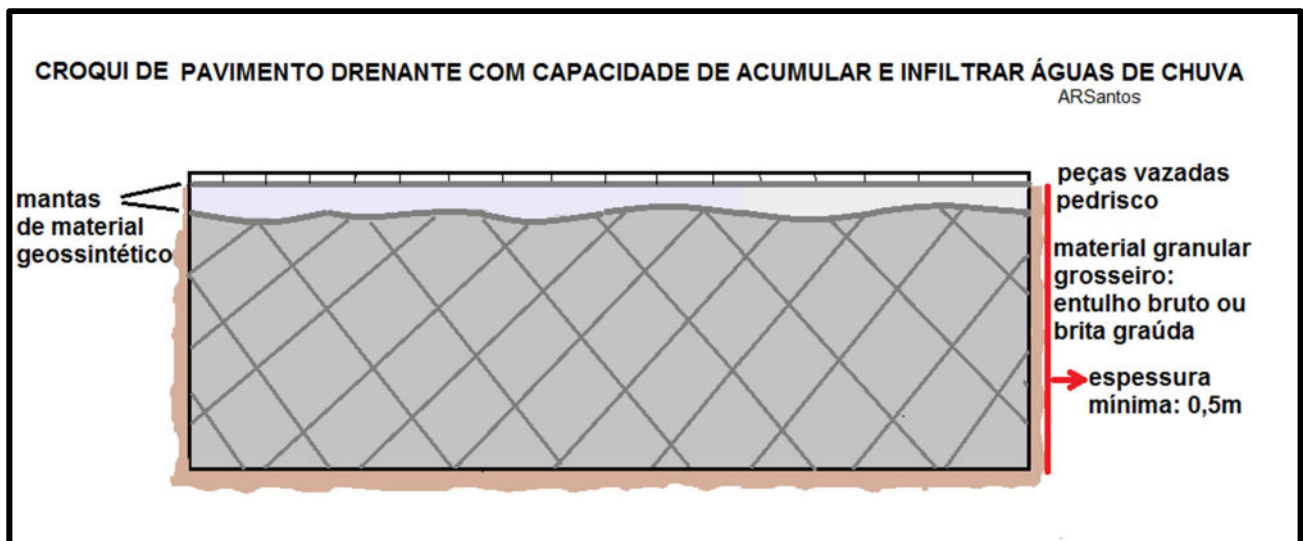 CROQUI DE PAVIMENTO DRENANTE COM CAPACIDADE DE ACUMULAR E INFILTRAR ÁGUAS DE CHUVA
ARSantos
mantas
de material
geossintético
peças vazadas
pedrisco
material granular
grosseiro:
entulho bruto ou
brita graúda
espessura
mínima: 0,5m